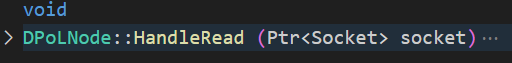 void
DPoLNode::HandleRead (Ptr<Socket> socket)···